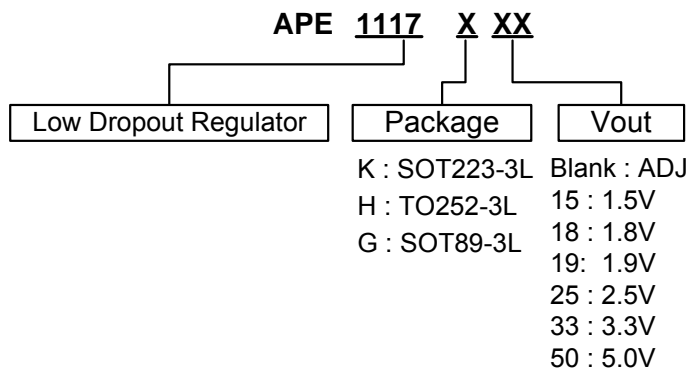 APE 1117 X XX
Low Dropout Regulator
Package
Vout
K : SOT223-3L
H : TO252-3L
G : SOT89-3L
Blank : ADJ
15 : 1.5V
18 : 1.8V
19: 1.9V
25 : 2.5V
33 : 3.3V
50 : 5.0V